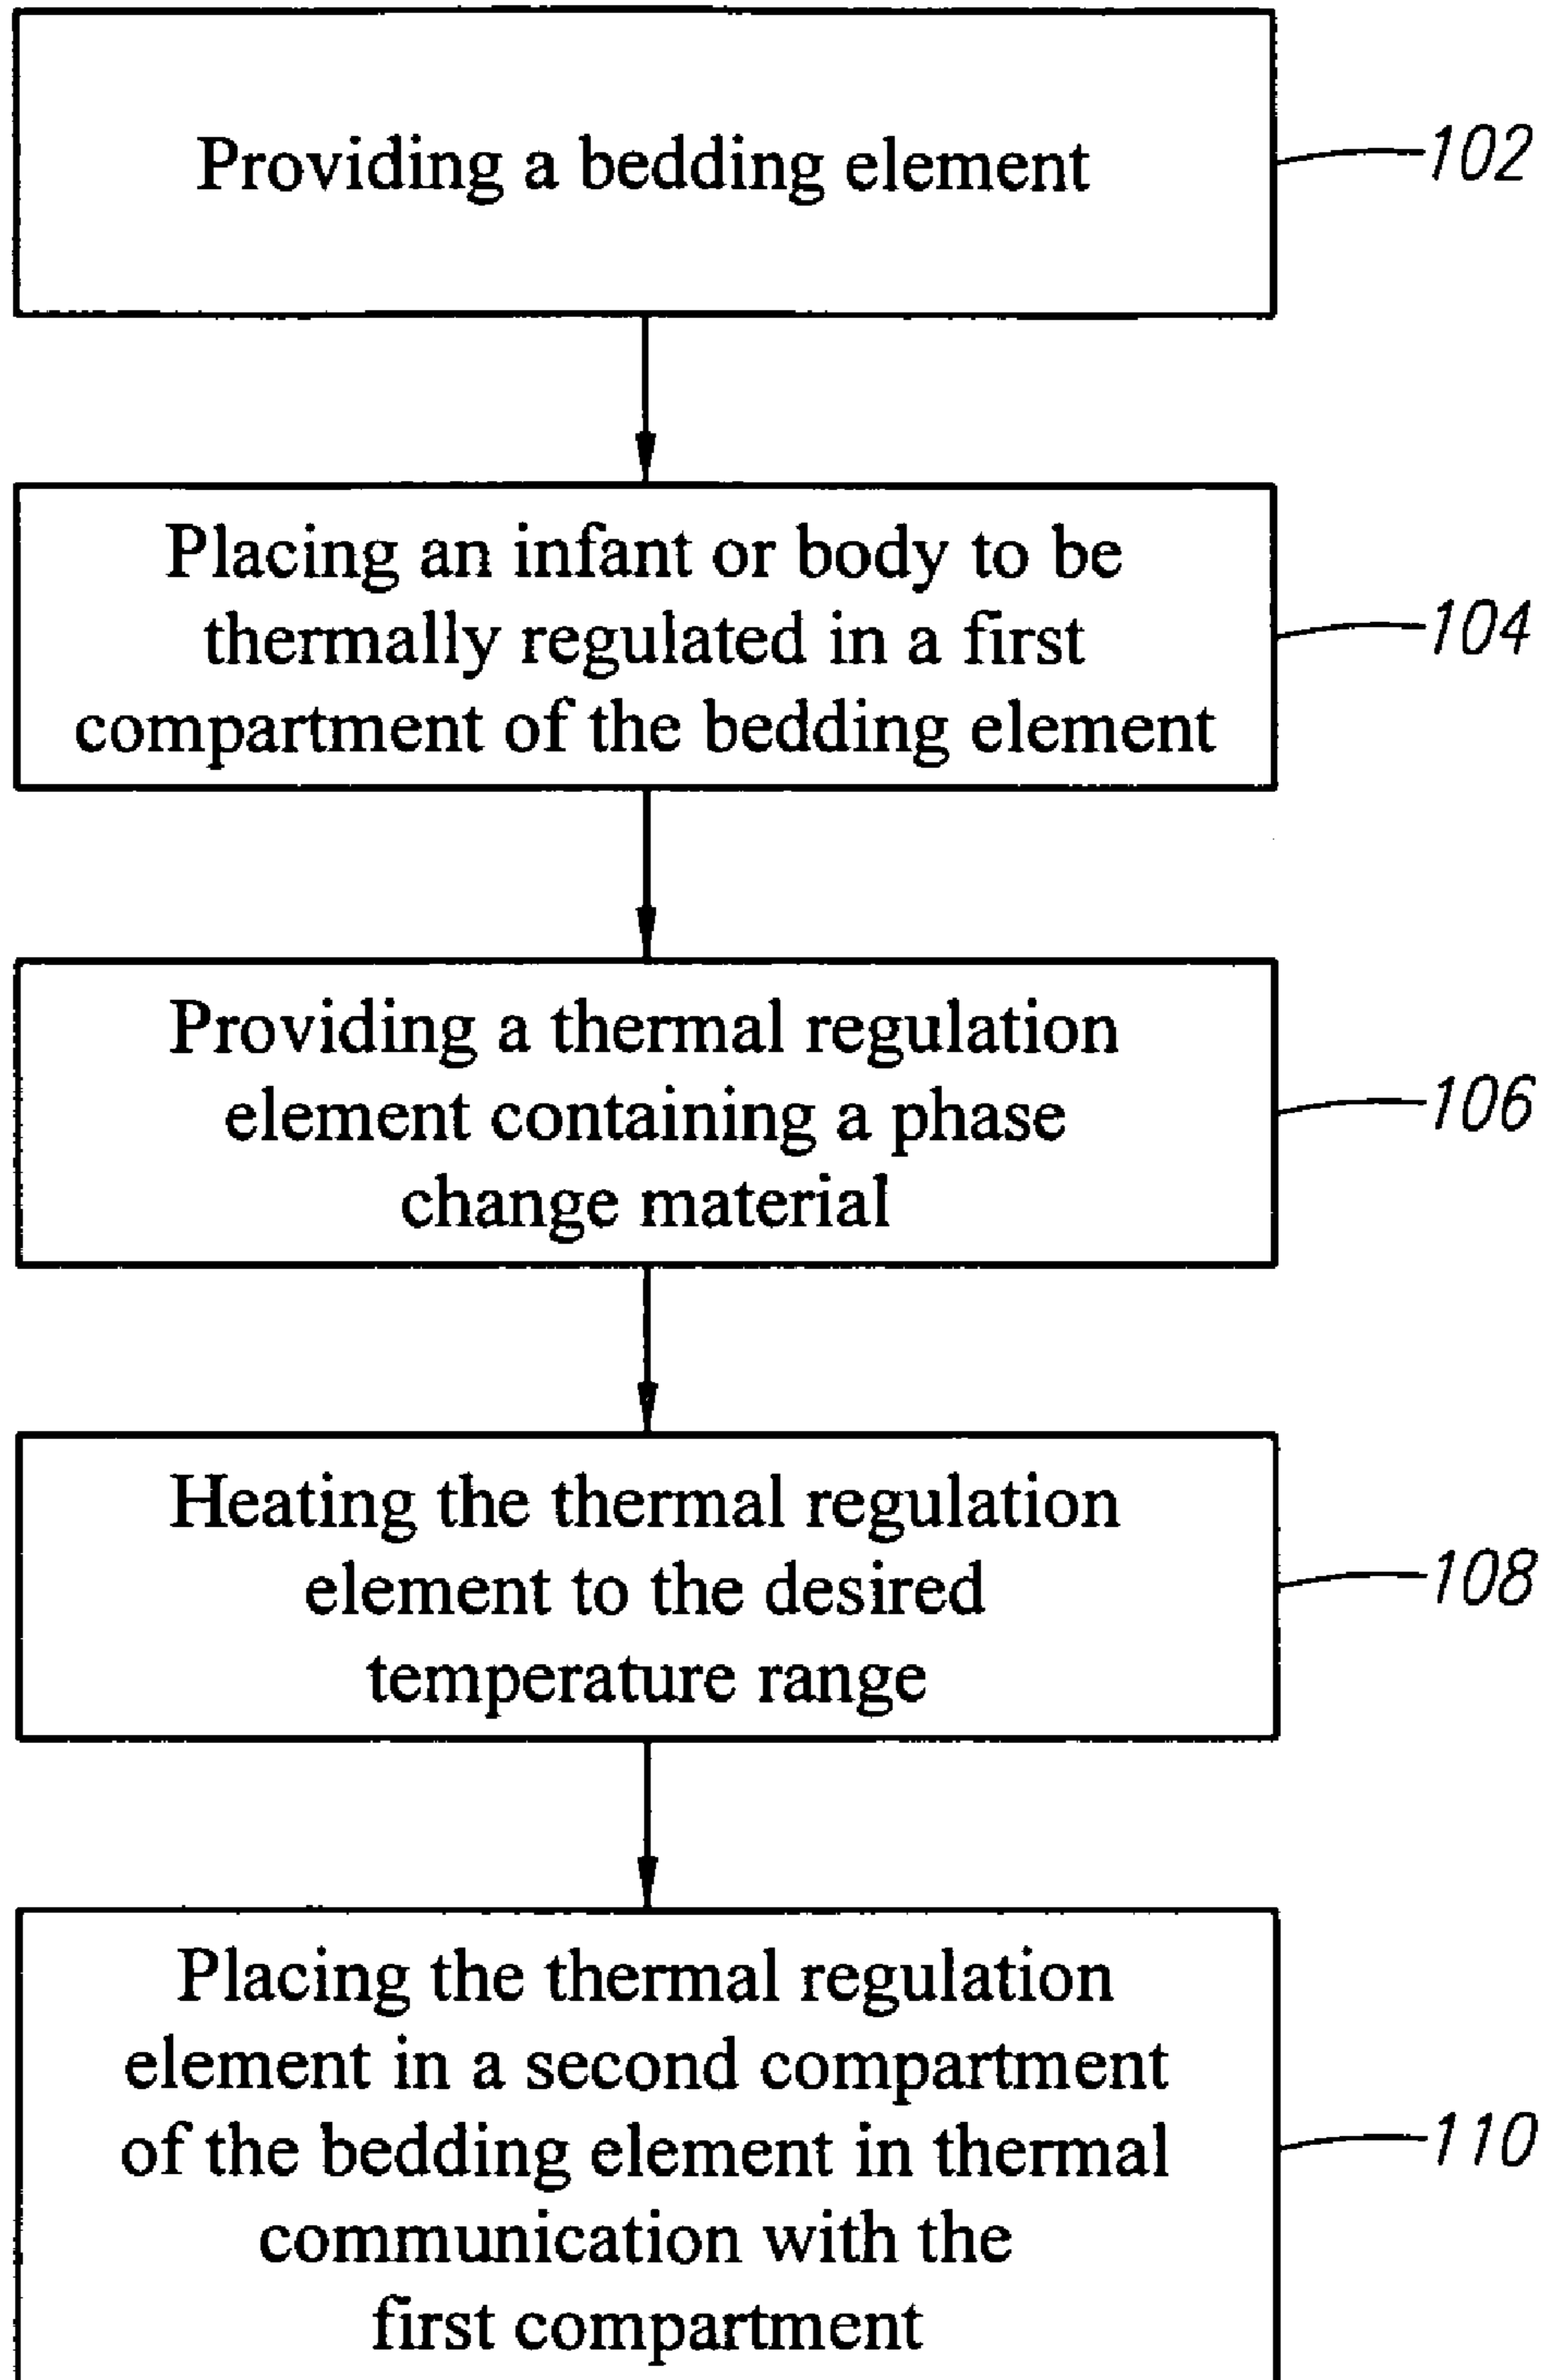 Providing a bedding element
102
Placing an infant or body to be
thermally regulated in a first
compartment of the bedding element
104
Providing a thermal regulation
element containing a phase
change material
106
Heating the thermal regulation
element to the desired
temperature range
108
Placing the thermal regulation
element in a second compartment
of the bedding element in thermal
communication with the
first compartment
110